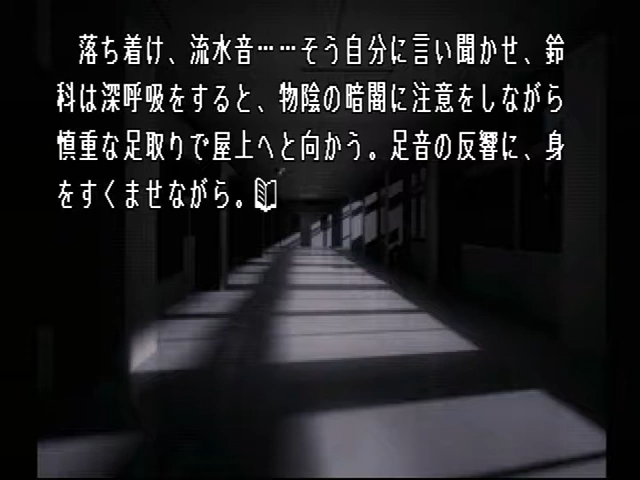 落ち着け、流水音……そう自分に言い聞かせ、鈴
科は深呼吸をすると、物陰の暗闇に注意をしながら
慎重な足取りで屋上へと向かう。足音の反響に、身
をすくませながら。